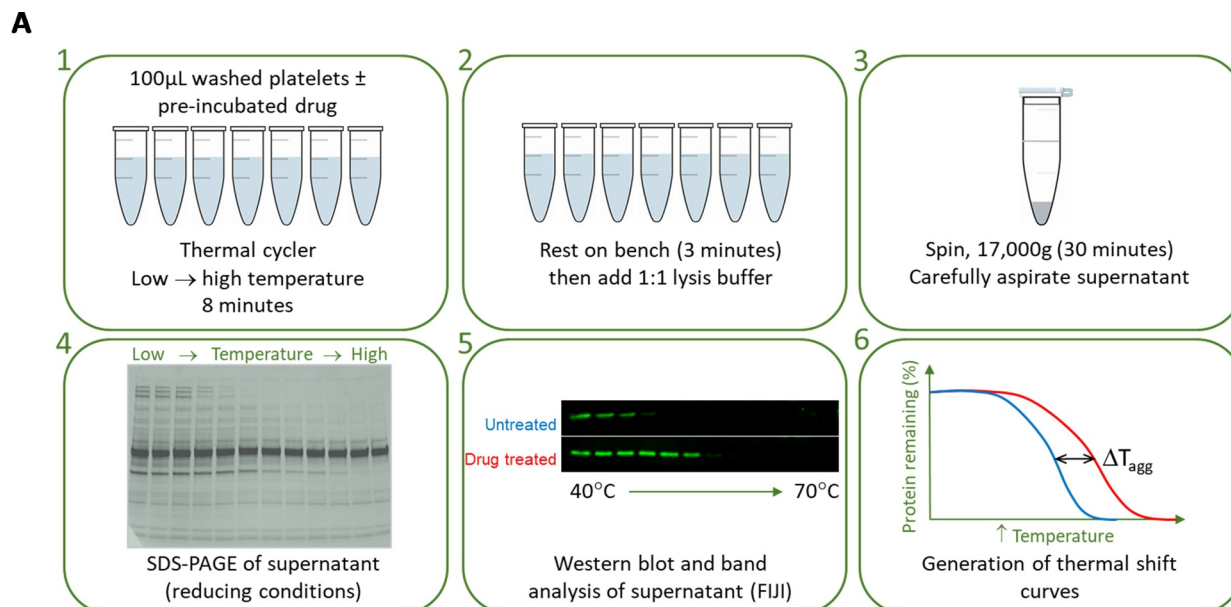 A
1
100µL washed platelets ±
pre-incubated drug
Thermal cycler
Low → high temperature
8 minutes
2
Rest on bench (3 minutes)
then add 1:1 lysis buffer
3
Spin, 17,000g (30 minutes)
Carefully aspirate supernatant
4
Low → Temperature → High
SDS-PAGE of supernatant
(reducing conditions)
5
Untreated
Drug treated
40°C → 70°C
Western blot and band
analysis of supernatant (FIJI)
6
Protein remaining (%)
ΔTagg
↑ Temperature
Generation of thermal shift
curves